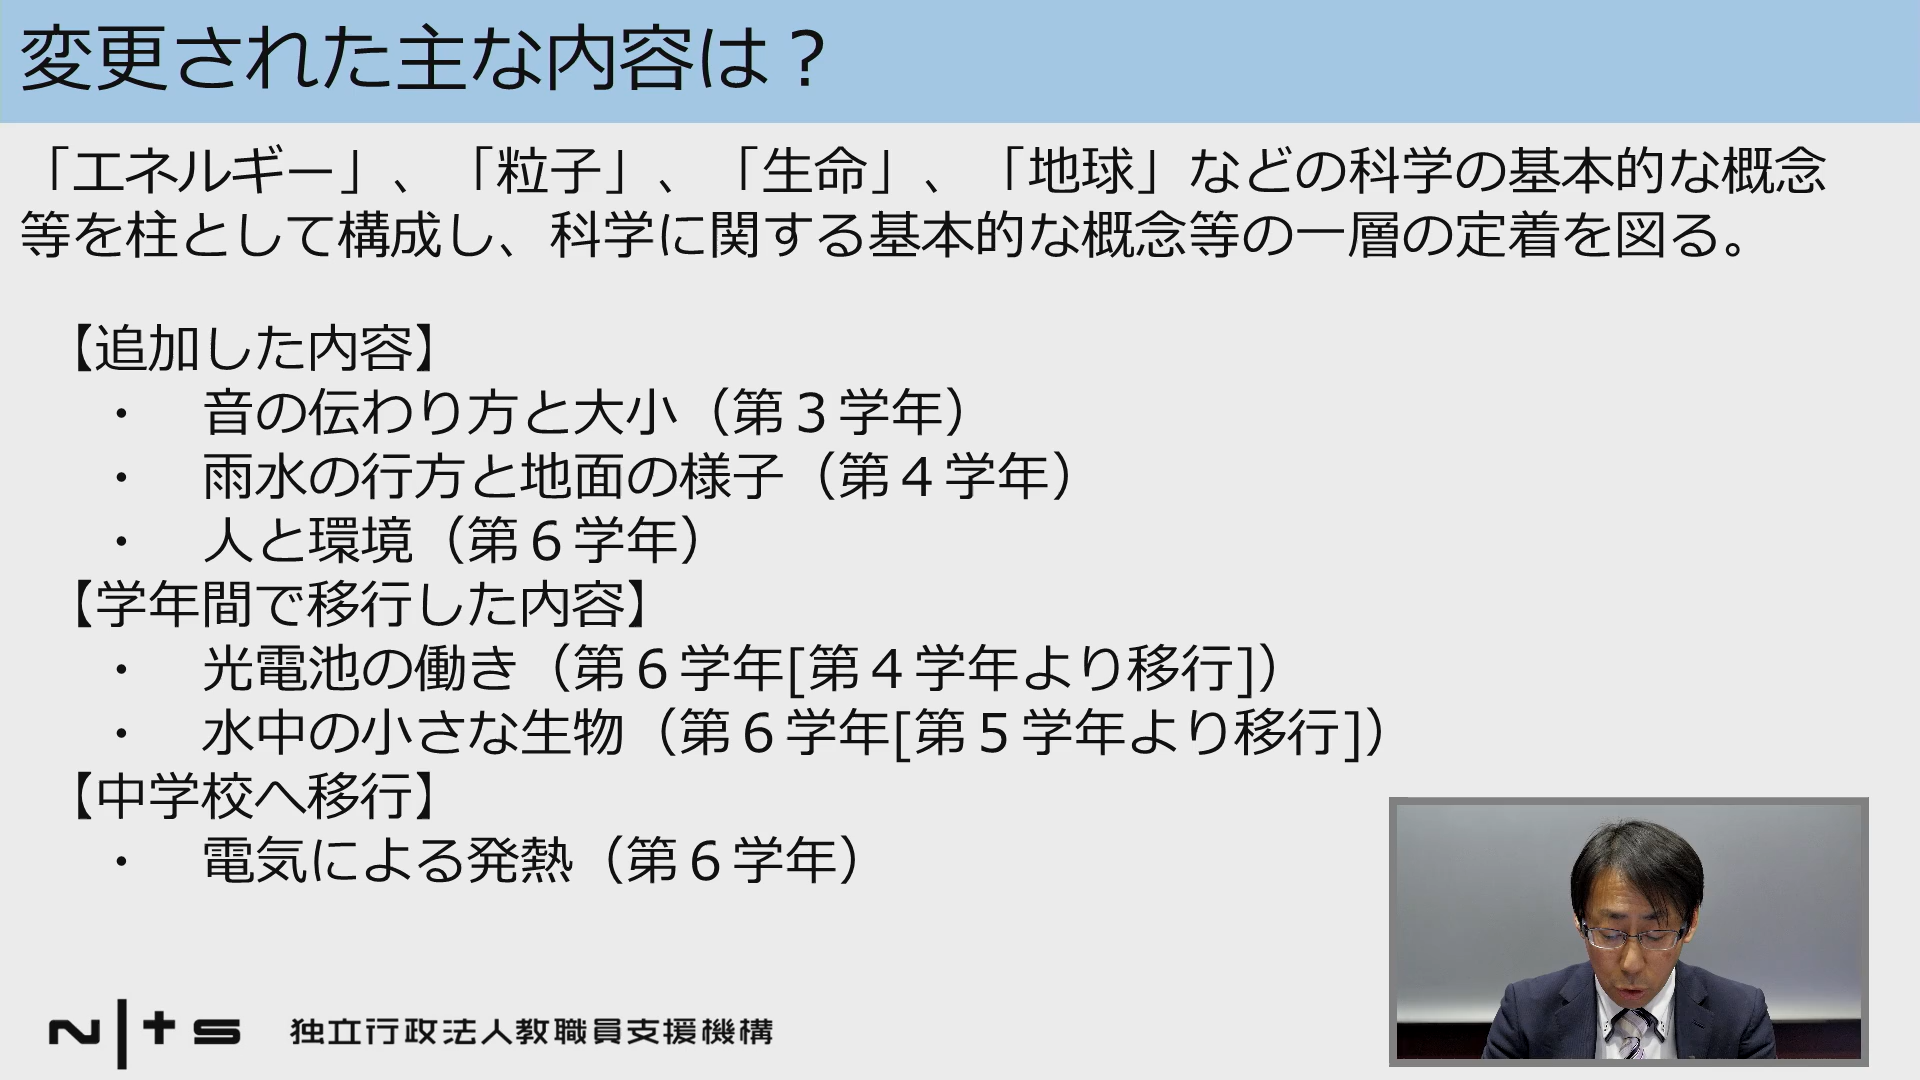 変更された主な内容は？
「エネルギー」、「粒子」、「生命」、「地球」などの科学の基本的な概念
等を柱として構成し、科学に関する基本的な概念等の一層の定着を図る。
【追加した内容】
・　音の伝わり方と大小（第３学年）
・　雨水の行方と地面の様子（第４学年）
・　人と環境（第６学年）
【学年間で移行した内容】
・　光電池の働き（第６学年[第４学年より移行]）
・　水中の小さな生物（第６学年[第５学年より移行]）
【中学校へ移行】
・　電気による発熱（第６学年）
N|ts 独立行政法人教職員支援機構